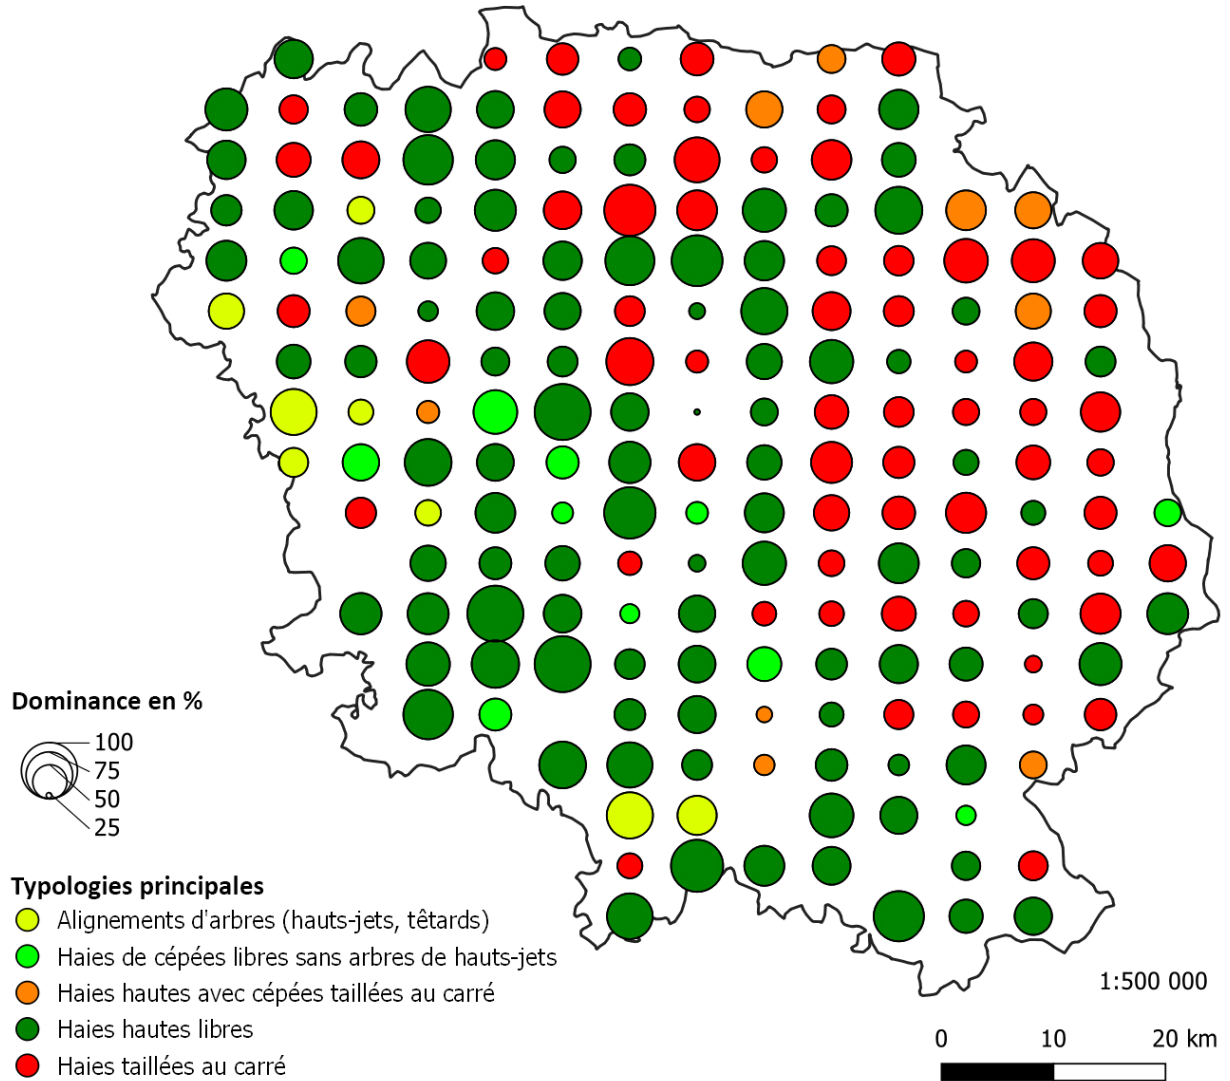 Dominance en %
100
75
50
25
Typologies principales
Alignements d'arbres (hauts-jets, têtards)
Haies de cépées libres sans arbres de hauts-jets
Haies hautes avec cépées taillées au carré
Haies hautes libres
Haies taillées au carré
1:500 000
0 10 20 km